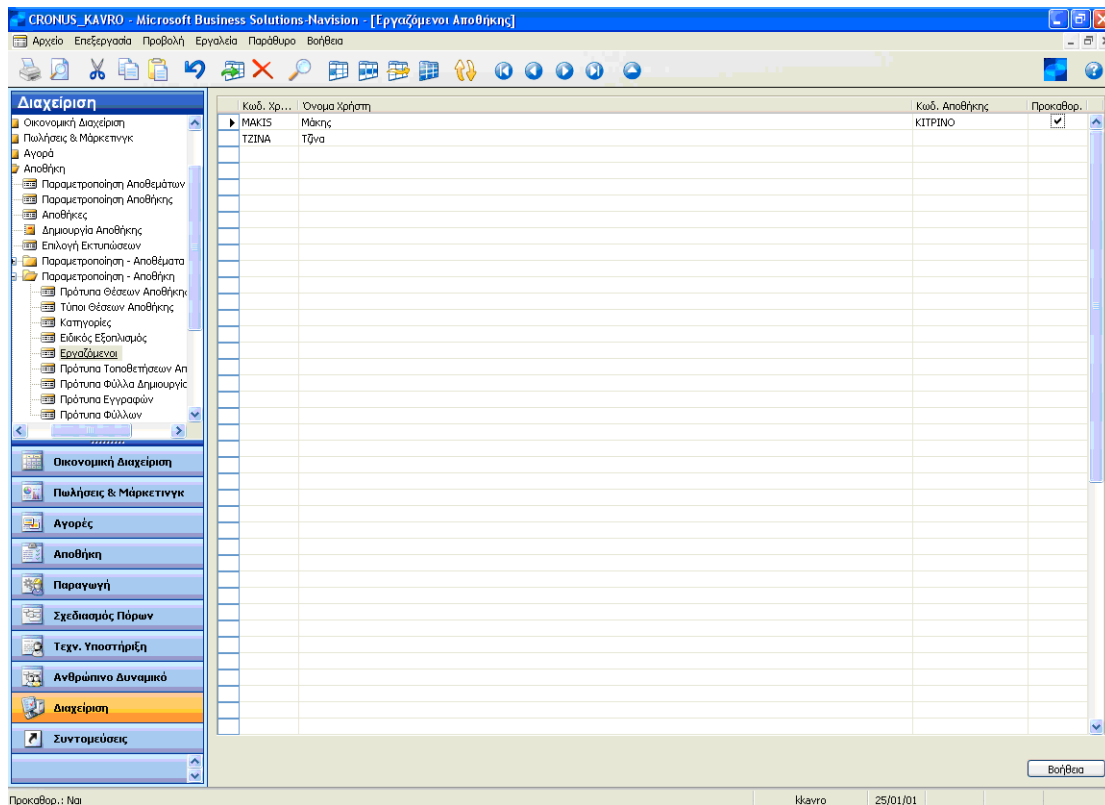 CRONUS_KAVRO - Microsoft Business Solutions-Navision - [Εργαζόμενοι Αποθήκης]
Αρχείο Επεξεργασία Προβολή Εργαλεία Παράθυρο Βοήθεια
Διαχείριση
Οικονομική Διαχείριση
Πωλήσεις & Μάρκετινγκ
Αγορά
Αποθήκη
Παραμετροποίηση Αποθεμάτων
Παραμετροποίηση Αποθήκης
Αποθήκες
Δημιουργία Αποθήκης
Επιλογή Εκτυπώσεων
Παραμετροποίηση - Αποθέματα
Παραμετροποίηση - Αποθήκη
Πρότυπα Θέσεων Αποθήκης
Τύποι Θέσεων Αποθήκης
Κατηγορίες
Ειδικός Εξοπλισμός
Εργαζόμενοι
Πρότυπα Τοποθετήσεων Απ
Πρότυπα Φύλλα Δημιουργίς
Πρότυπα Εγγραφών
Πρότυπα Φύλλων
Οικονομική Διαχείριση
Πωλήσεις & Μάρκετινγκ
Αγορές
Αποθήκη
Παραγωγή
Σχεδιασμός Πόρων
Τεχν. Υποστήριξη
Ανθρώπινο Δυναμικό
Διαχείριση
Συντομεύσεις
Κωδ. Χρ... Όνομα Χρήστη Κωδ. Αποθήκης Προκαθορ.
MAKIS Μάκης ΚΙΤΡΙΝΟ
TZINA Τζίνα
Βοήθεια
Προκαθορ.: Ναι kkavro 25/01/01